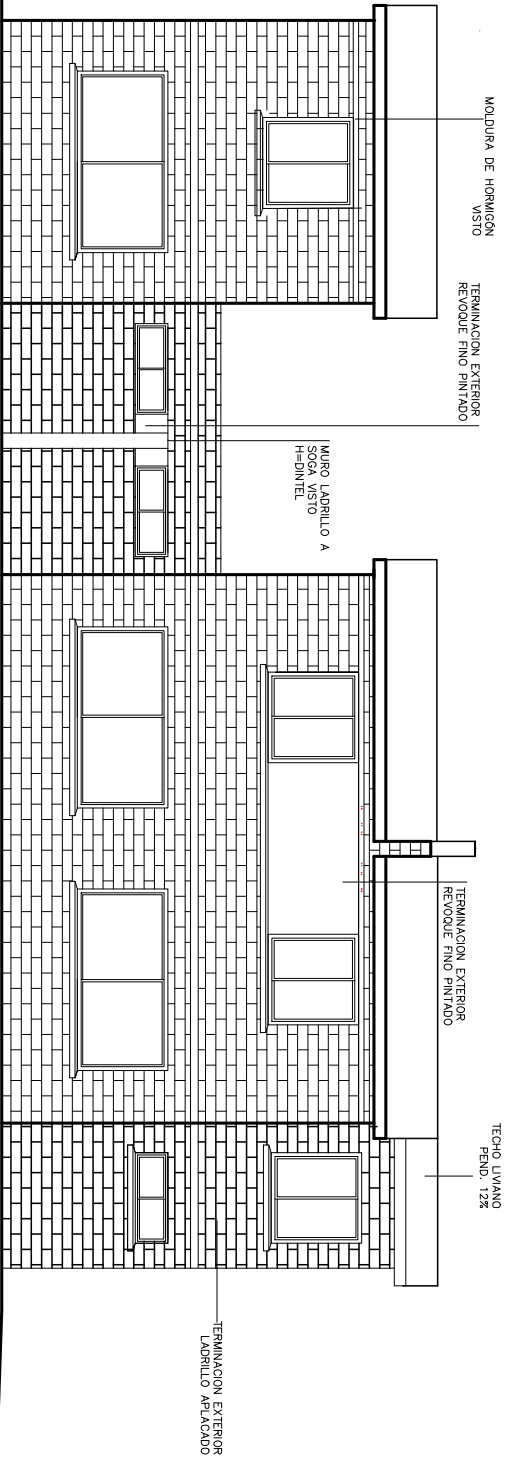 MOLDURA DE HORMIGÓN
VISTO
TERMINACION EXTERIOR
REVOQUE FINO PINTADO
MURO LADRILLO A
SOGA VISTO
H=DINTEL
TERMINACION EXTERIOR
REVOQUE FINO PINTADO
TECHO LIVIANO
PEND. 12%
TERMINACION EXTERIOR
LADRILLO APLACADO